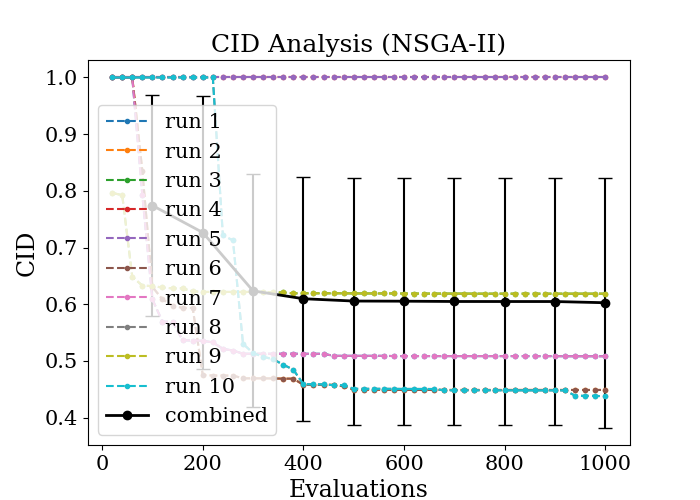 CID Analysis (NSGA-II)
1.0
0.9
0.8
0.7
0.6
0.5
0.4
CID
run 1
run 2
run 3
run 4
run 5
run 6
run 7
run 8
run 9
run 10
combined
0 200 400 600 800 1000
Evaluations